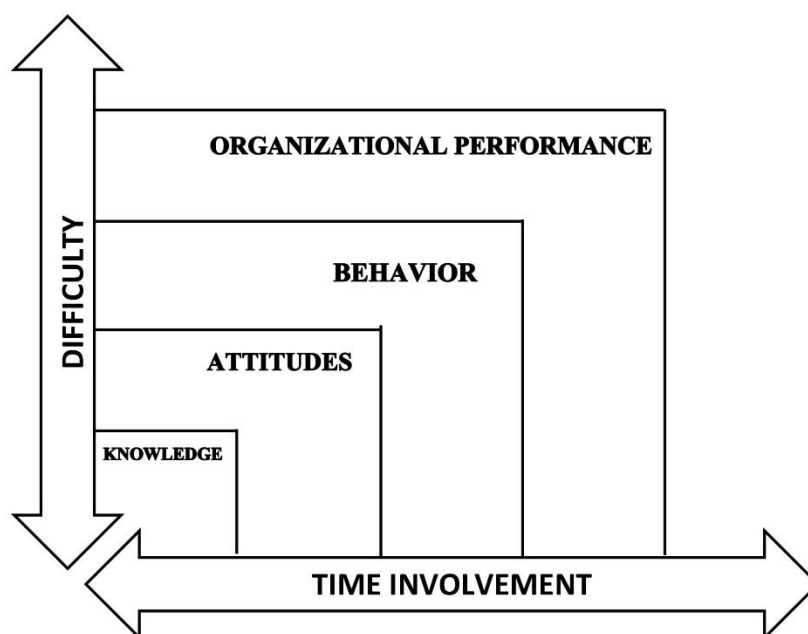 ORGANIZATIONAL PERFORMANCE
BEHAVIOR
ATTITUDES
KNOWLEDGE
DIFFICULTY
TIME INVOLVEMENT